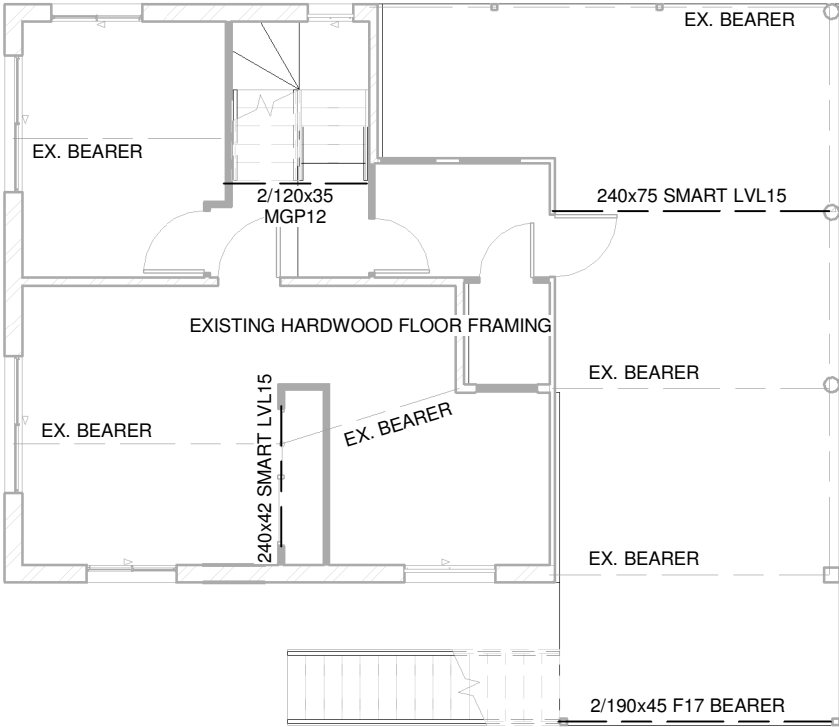 EX. BEARER
EX. BEARER
2/120x35
MGP12
240x75 SMART LVL15
EXISTING HARDWOOD FLOOR FRAMING
EX. BEARER
240x42 SMART LVL15
EX. BEARER
EX. BEARER
EX. BEARER
2/190x45 F17 BEARER